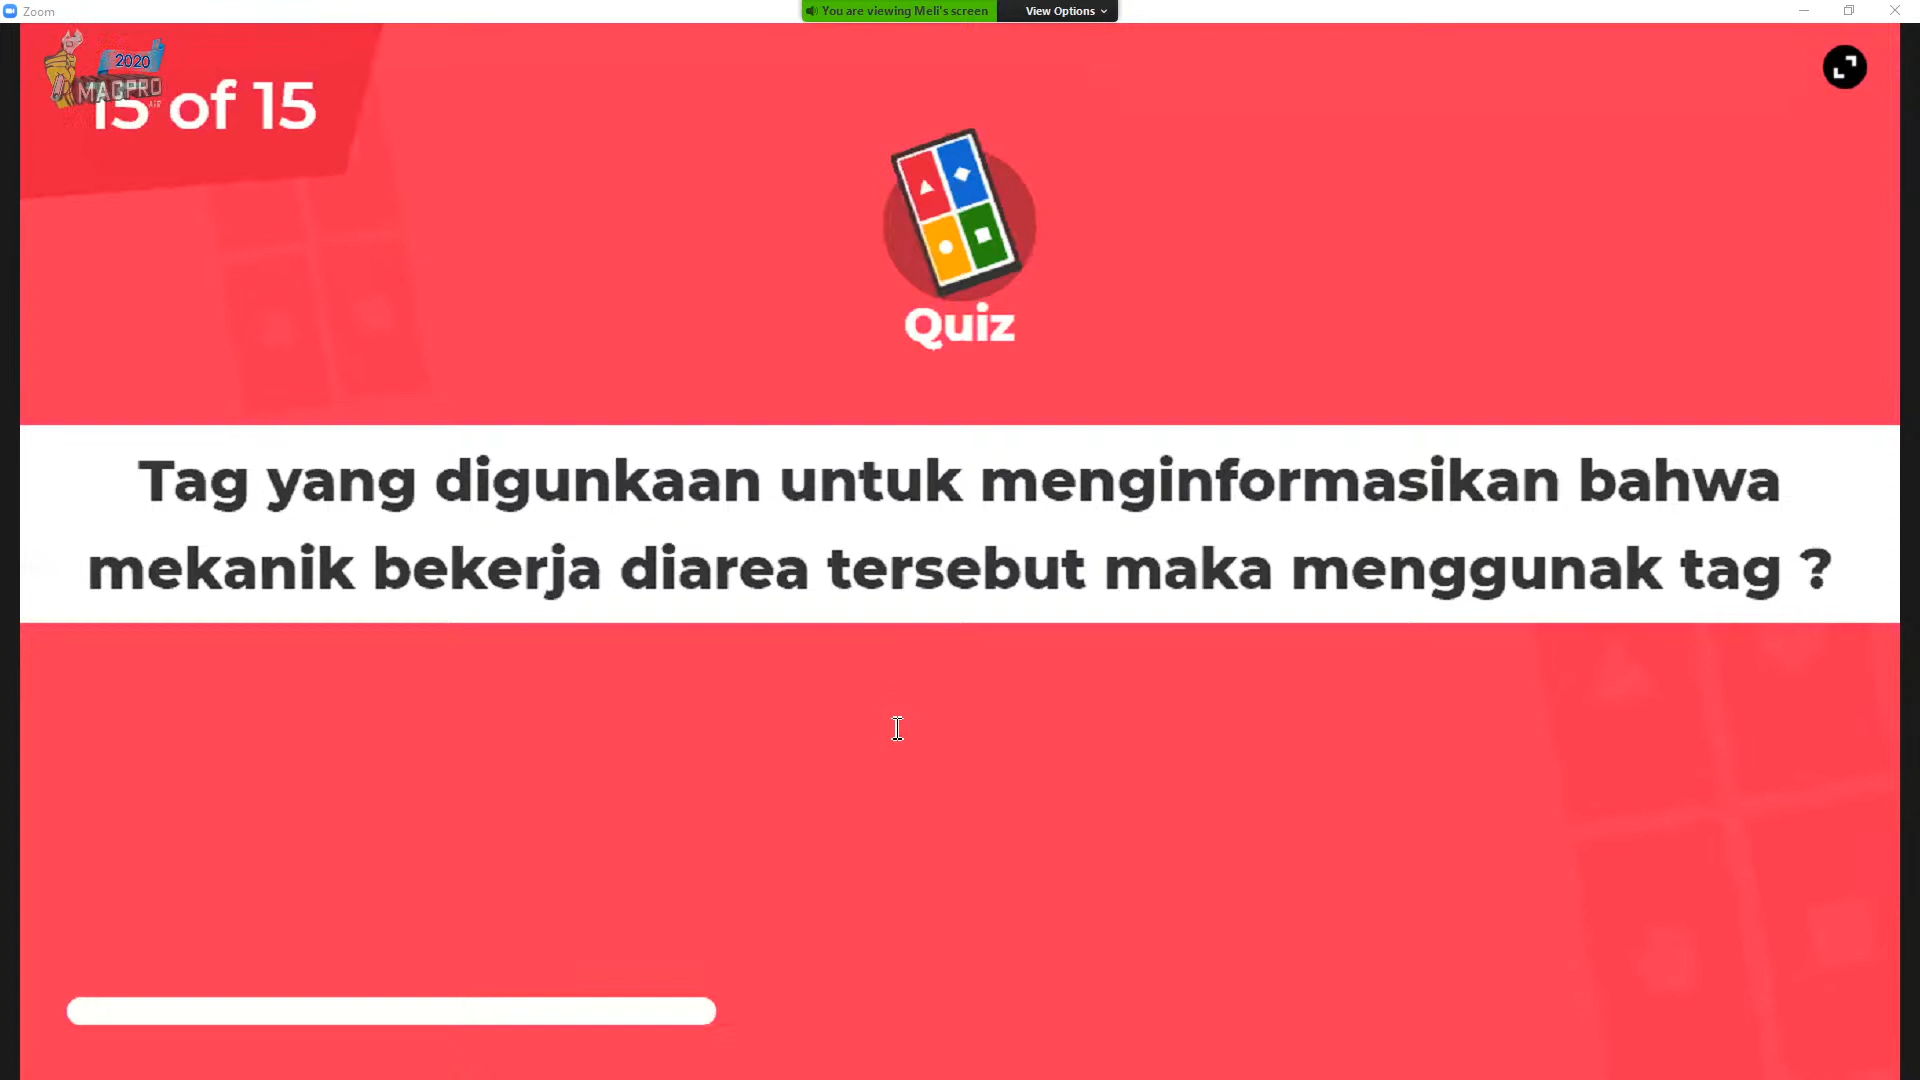 Zoom
You are viewing Meli's screen
View Options
2020
MAGPRO
15 of 15
Quiz
Tag yang digunkaan untuk menginformasikan bahwa
mekanik bekerja diarea tersebut maka menggunak tag ?